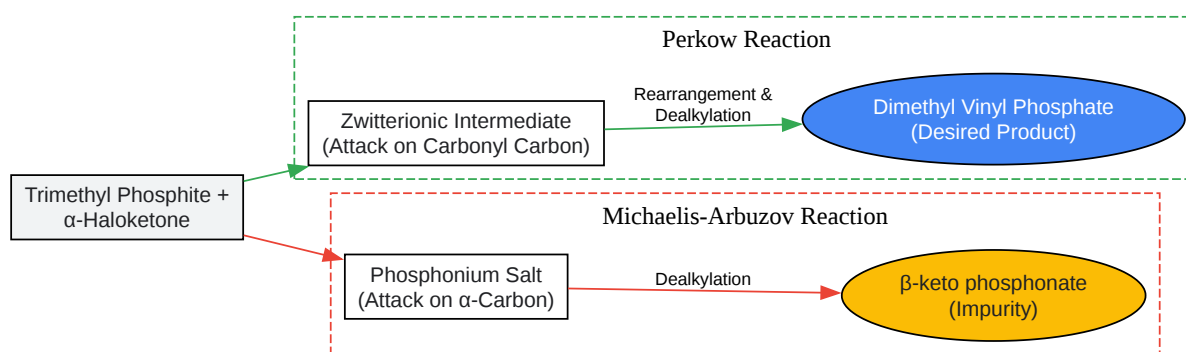 Perkow Reaction
Zwitterionic Intermediate
(Attack on Carbonyl Carbon)
Rearrangement &
Dealkylation
Dimethyl Vinyl Phosphate
(Desired Product)
Trimethyl Phosphite +
α-Haloketone
Michaelis-Arbuzov Reaction
Phosphonium Salt
(Attack on α-Carbon)
Dealkylation
β-keto phosphonate
(Impurity)